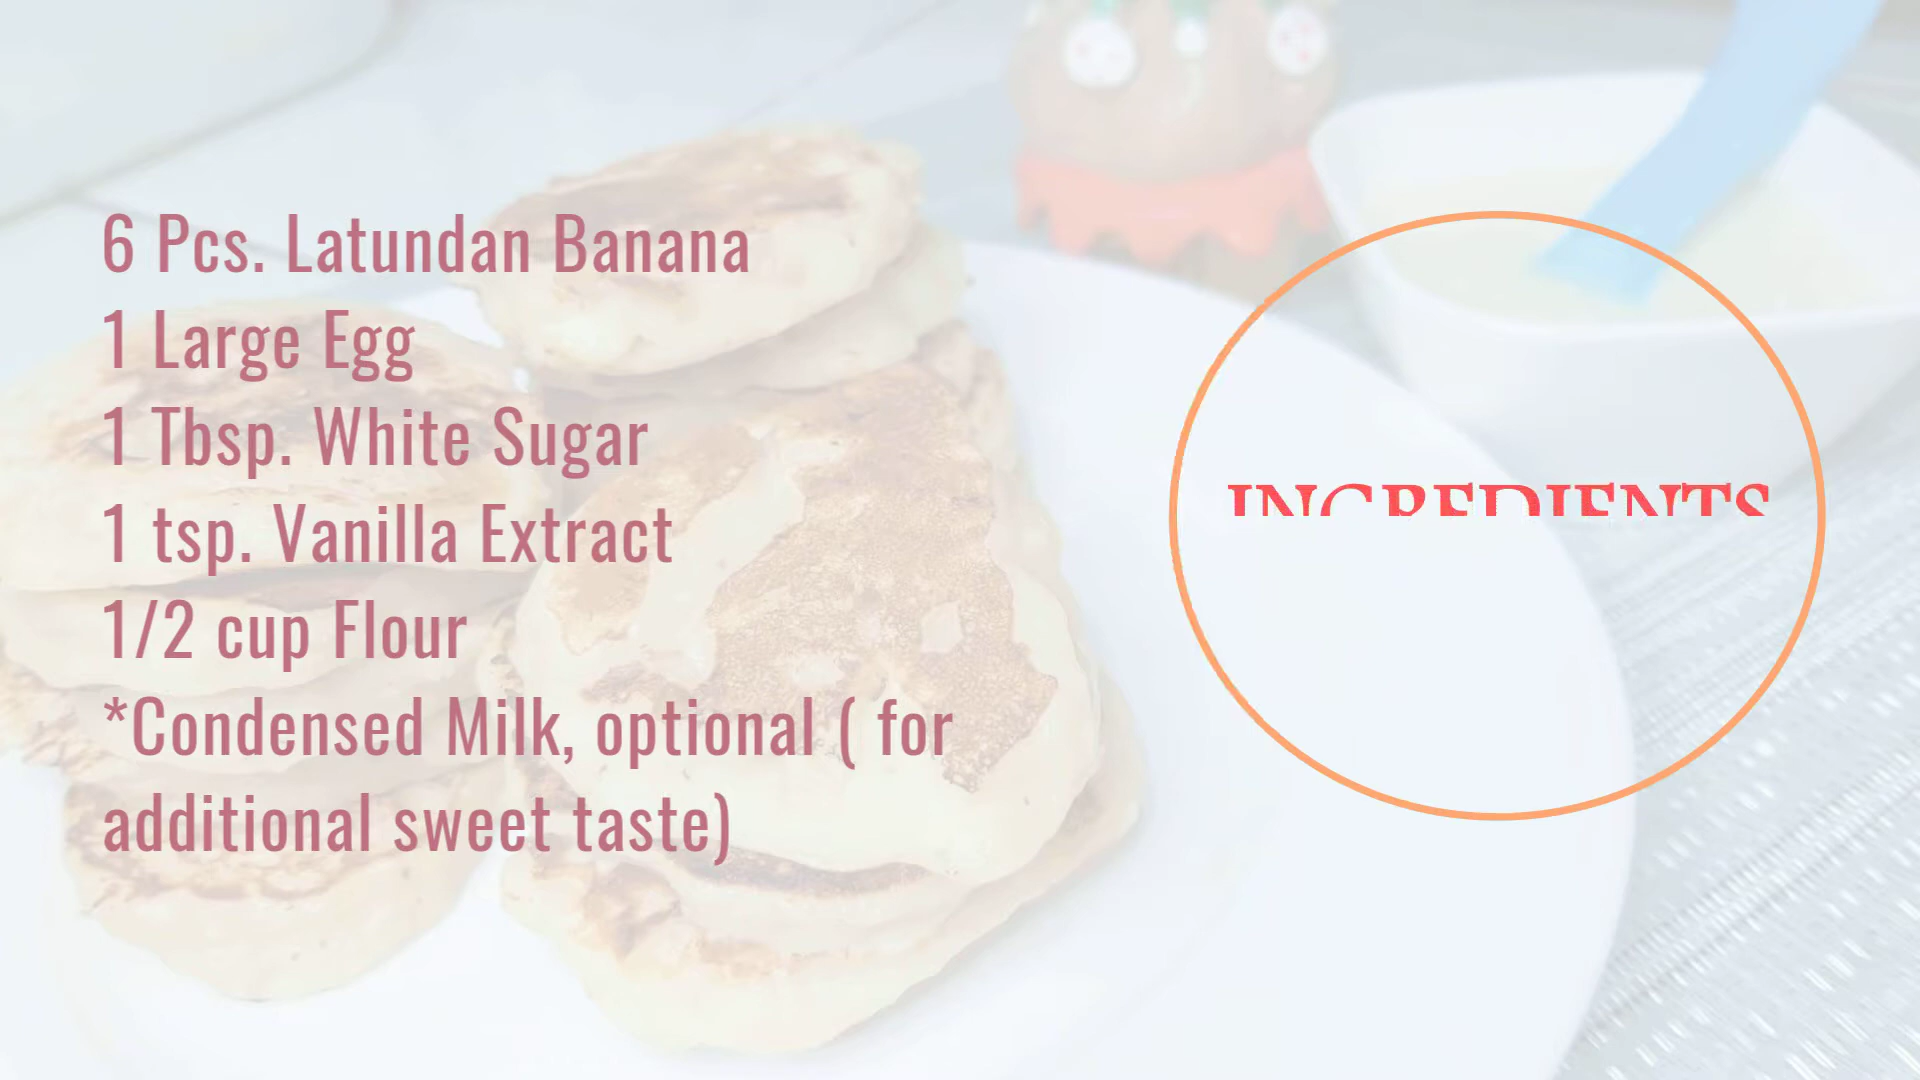 6 Pcs. Latundan Banana
1 Large Egg
1 Tbsp. White Sugar
1 tsp. Vanilla Extract
1/2 cup Flour
*Condensed Milk, optional ( for
additional sweet taste)
INGREDIENTS